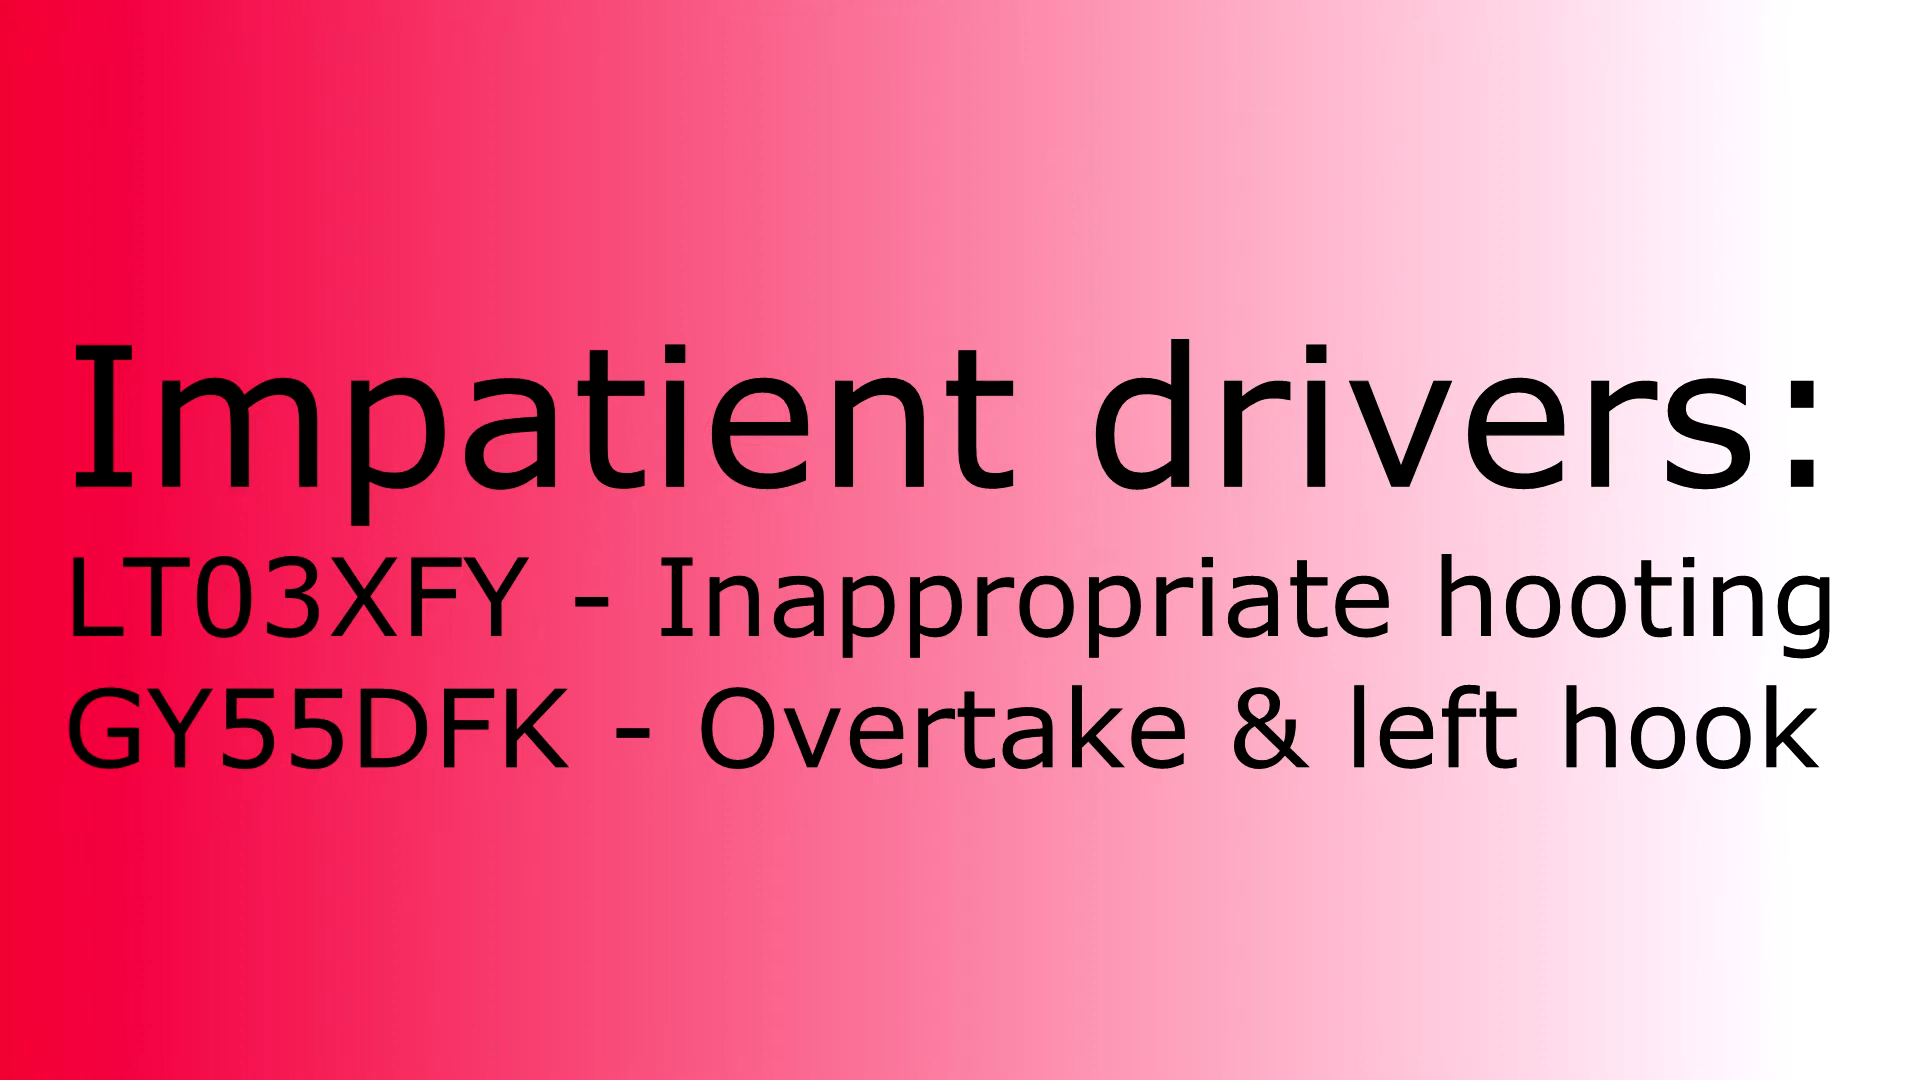 Impatient drivers:
LT03XFY - Inappropriate hooting
GY55DFK - Overtake & left hook